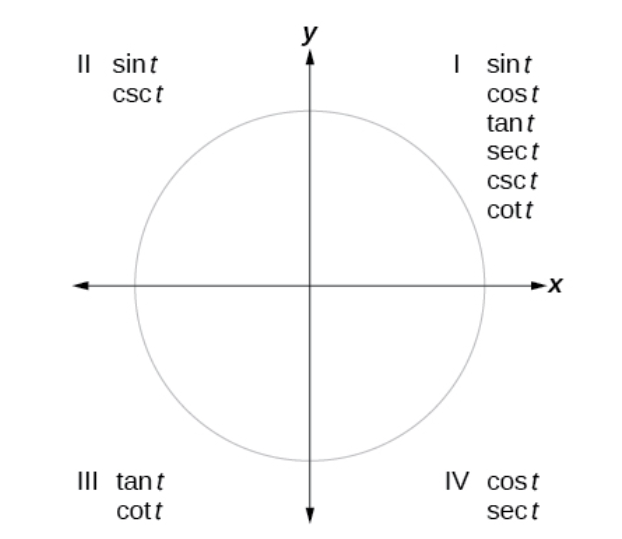 y
II sin t
csc t
I sin t
cos t
tan t
sec t
csc t
cot t
x
III tan t
cot t
IV cos t
sec t